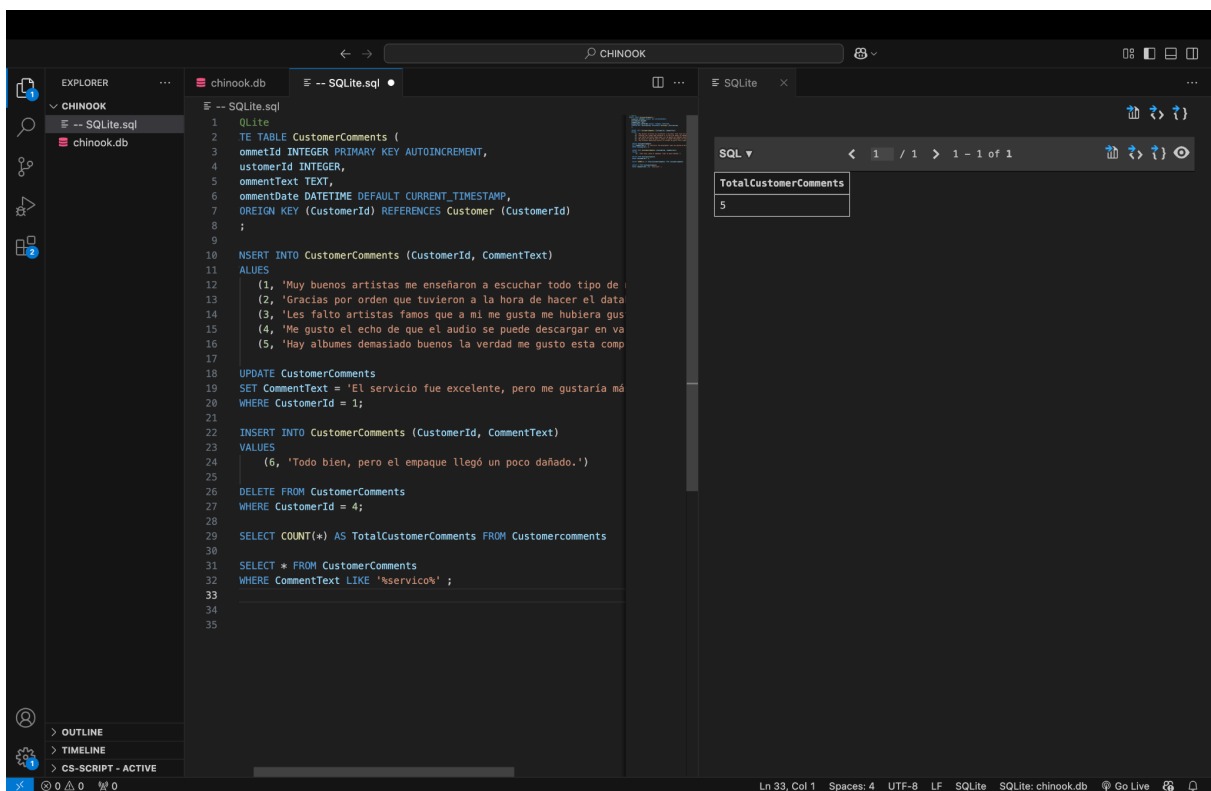 CHINOOK
EXPLORER
CHINOOK
-- SQLite.sql
chinook.db
OUTLINE
TIMELINE
CS-SCRIPT - ACTIVE
chinook.db
-- SQLite.sql
-- SQLite.sql
1 QLite
2 TE TABLE CustomerComments (
3 ommetId INTEGER PRIMARY KEY AUTOINCREMENT,
4 ustomerId INTEGER,
5 ommentText TEXT,
6 ommentDate DATETIME DEFAULT CURRENT_TIMESTAMP,
7 OREIGN KEY (CustomerId) REFERENCES Customer (CustomerId)
8 ;
9
10 NSERT INTO CustomerComments (CustomerId, CommentText)
11 ALUES
12 (1, 'Muy buenos artistas me enseñaron a escuchar todo tipo de
13 (2, 'Gracias por orden que tuvieron a la hora de hacer el data
14 (3, 'Les falto artistas famos que a mi me gusta me hubiera gus
15 (4, 'Me gusto el echo de que el audio se puede descargar en va
16 (5, 'Hay albumes demasiado buenos la verdad me gusto esta comp
17
18 UPDATE CustomerComments
19 SET CommentText = 'El servicio fue excelente, pero me gustaría má
20 WHERE CustomerId = 1;
21
22 INSERT INTO CustomerComments (CustomerId, CommentText)
23 VALUES
24 (6, 'Todo bien, pero el empaque llegó un poco dañado.')
25
26 DELETE FROM CustomerComments
27 WHERE CustomerId = 4;
28
29 SELECT COUNT(*) AS TotalCustomerComments FROM Customercomments
30
31 SELECT * FROM CustomerComments
32 WHERE CommentText LIKE '%servico%' ;
33
34
35
SQLite
SQL 1 / 1 1 - 1 of 1
TotalCustomerComments
5
0 0 0 Ln 33, Col 1 Spaces: 4 UTF-8 LF SQLite SQLite: chinook.db Go Live